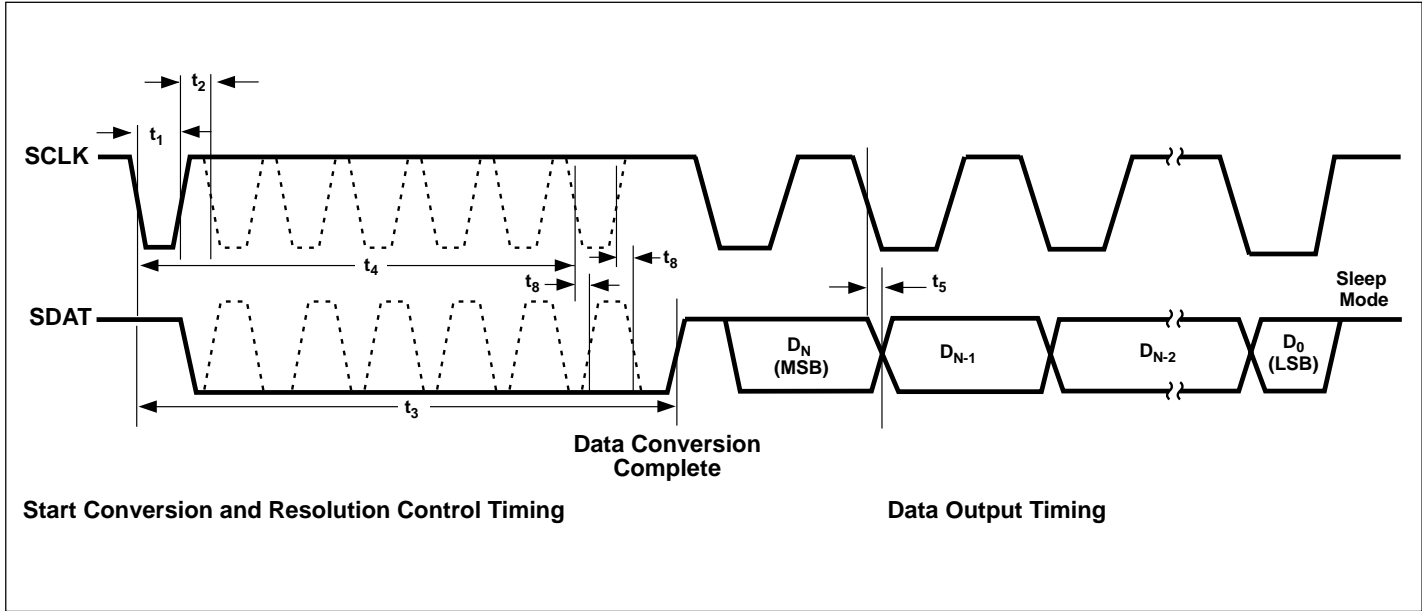 t2
t1
SCLK
t4
t8
t8
t5
Sleep
Mode
SDAT
DN
(MSB)
DN-1
DN-2
D0
(LSB)
t3
Data Conversion
Complete
Start Conversion and Resolution Control Timing
Data Output Timing